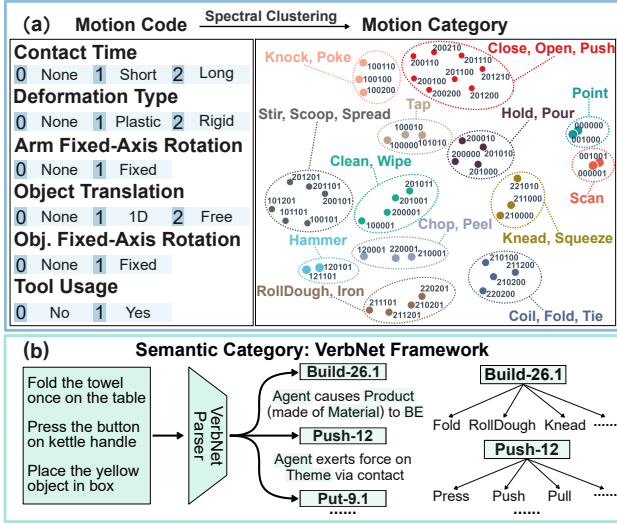 (a) Motion Code Spectral Clustering Motion Category
Contact Time
0 None 1 Short 2 Long
Deformation Type
0 None 1 Plastic 2 Rigid
Arm Fixed-Axis Rotation
0 None 1 Fixed
Object Translation
0 None 1 1D 2 Free
Obj. Fixed-Axis Rotation
0 None 1 Fixed
Tool Usage
0 No 1 Yes
Knock, Poke
100110
100100
100200
Close, Open, Push
200210
200110
201110
201100
201210
200100
200200
201200
Tap
100010
100000
101010
Hold, Pour
200010
200000
201010
201000
Point
000000
001000
001001
000001
Scan
Stir, Scoop, Spread
201201
201101
101201
200101
101101
100101
Clean, Wipe
201011
201001
200001
100001
Knead, Squeeze
221010
211000
210000
Chop, Peel
120001
220001
210001
Hammer
120101
121101
RollDough, Iron
220201
211101
210201
211201
Coil, Fold, Tie
210100
211200
210200
220200
(b) Semantic Category: VerbNet Framework
Fold the towel
once on the table
Press the button
on kettle handle
Place the yellow
object in box
VerbNet
Parser
Build-26.1
Agent causes Product
(made of Material) to BE
Push-12
Agent exerts force on
Theme via contact
Put-9.1
......
Build-26.1
Fold RollDough Knead ......
Push-12
Press Push Pull ......
......